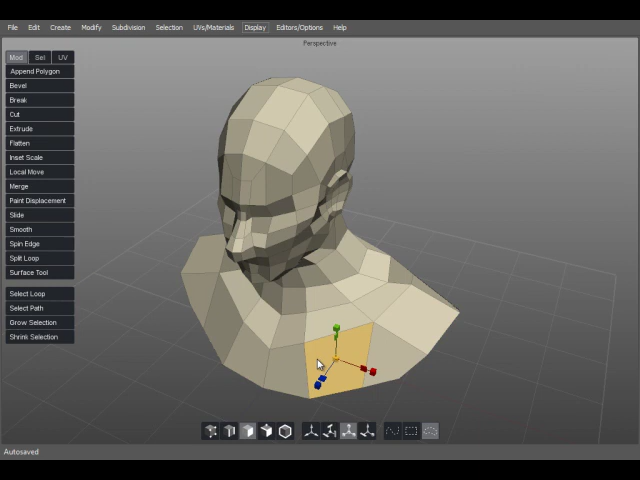 File Edit Create Modify Subdivision Selection UVs/Materials Display Editors/Options Help
Perspective
Mod Sel UV
Append Polygon
Bevel
Break
Cut
Extrude
Flatten
Inset Scale
Local Move
Merge
Paint Displacement
Slide
Smooth
Spin Edge
Split Loop
Surface Tool
Select Loop
Select Path
Grow Selection
Shrink Selection
Autosaved